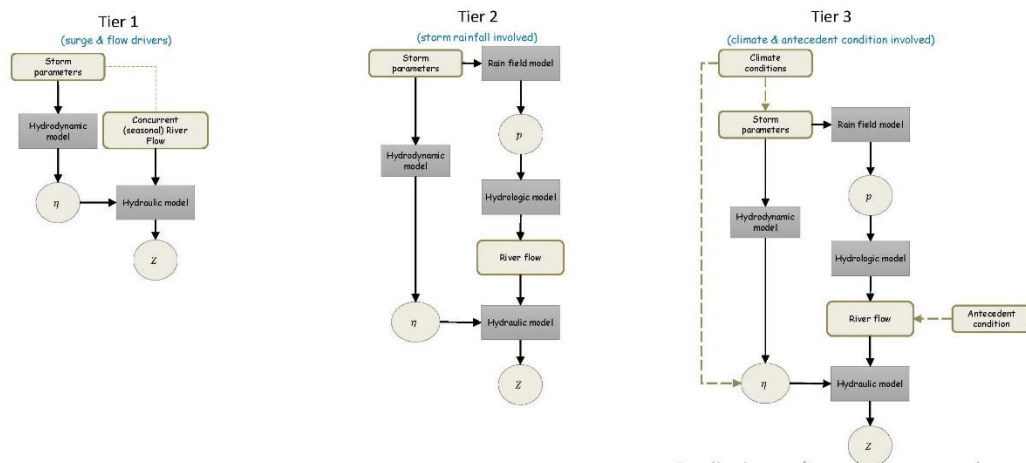 Tier 1
(surge & flow drivers)
Storm
parameters
Hydrodynamic
model
Concurrent
(seasonal) River
Flow
η
Hydraulic model
Z
Tier 2
(storm rainfall involved)
Storm
parameters
Rain field model
p
Hydrodynamic
model
Hydrologic model
River flow
η
Hydraulic model
Z
Tier 3
(climate & antecedent condition involved)
Climate
conditions
Storm
parameters
Rain field model
p
Hydrodynamic
model
Hydrologic model
River flow
Antecedent
condition
η
Hydraulic model
Z